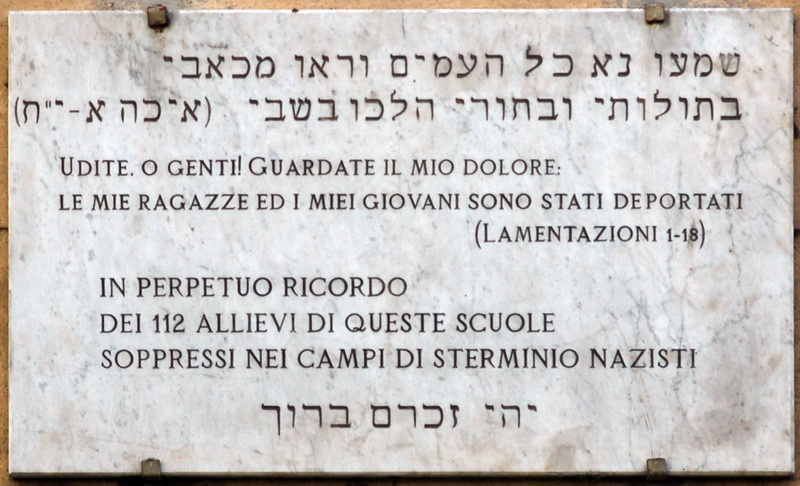 שמעו נא כל העמים וראו מכאבי
בתולותי ובחורי הלכו בשבי (איכה א-י"ח)
UDITE. O GENTI! GUARDATE IL MIO DOLORE:
LE MIE RAGAZZE ED I MIEI GIOVANI SONO STATI DEPORTATI
(LAMENTAZIONI 1-18)
IN PERPETUO RICORDO
DEI 112 ALLIEVI DI QUESTE SCUOLE
SOPPRESSI NEI CAMPI DI STERMINIO NAZISTI
יהי זכרם ברוך